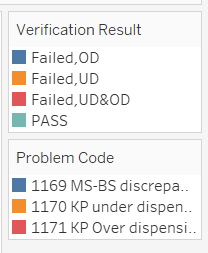 Verification Result
Failed,OD
Failed,UD
Failed,UD&OD
PASS
Problem Code
1169 MS-BS discrepa..
1170 KP under dispen..
1171 KP Over dispensi..